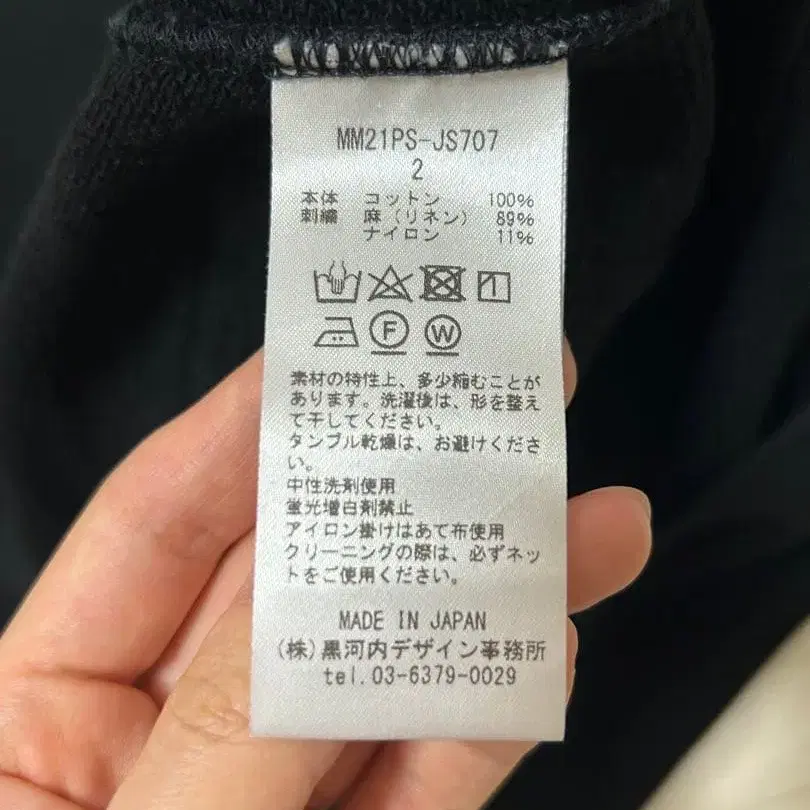 MM21PS-JS707
2
本体 コットン 100%
刺繍 麻(リネン) 89%
ナイロン 11%
F W
素材の特性上、多少縮むことが
あります。洗濯後は、形を整え
て干してください。
タンブル乾燥は、お避けくださ
い。
中性洗剤使用
蛍光増白剤禁止
アイロン掛けはあて布使用
クリーニングの際は、必ずネッ
トをご使用ください。
MADE IN JAPAN
(株)黒河内デザイン事務所
tel.03-6379-0029